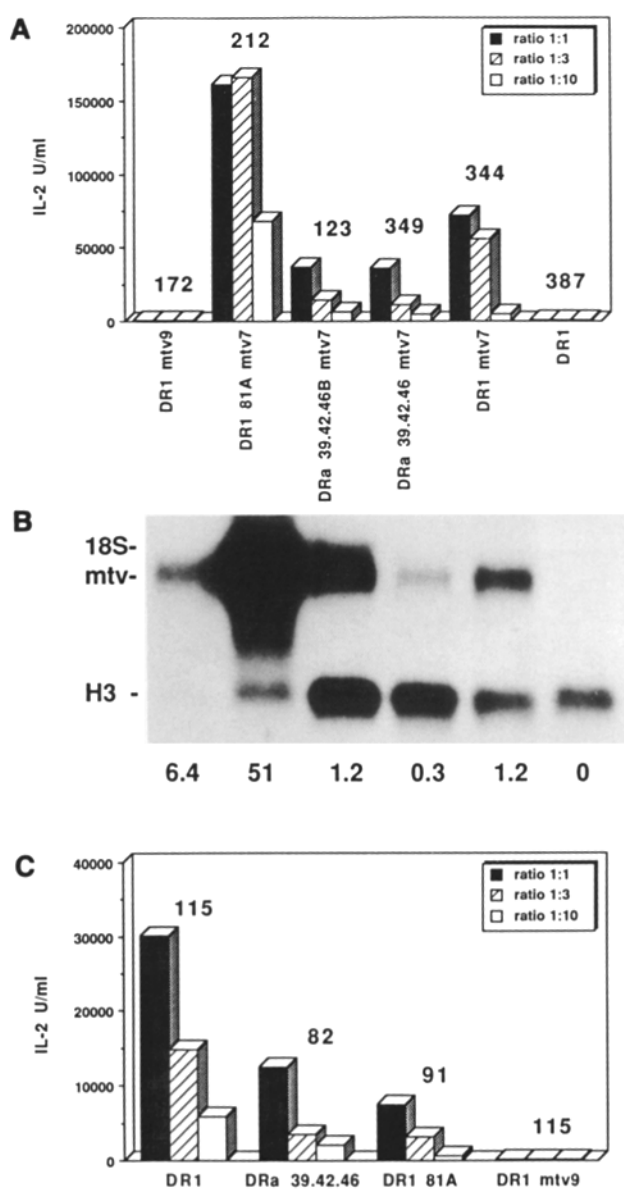 A
200000
150000
100000
50000
0
IL-2 U/ml
ratio 1:1
ratio 1:3
ratio 1:10
172
212
123
349
344
387
DR1 mtv9
DR1 81A mtv7
DRa 39.42.46B mtv7
DRa 39.42.46 mtv7
DR1 mtv7
DR1
B
18S-
mtv-
H3 -
6.4 51 1.2 0.3 1.2 0
C
40000
30000
20000
10000
0
IL-2 U/ml
ratio 1:1
ratio 1:3
ratio 1:10
115
82
91
115
DR1 DRa 39.42.46 DR1 81A DR1 mtv9